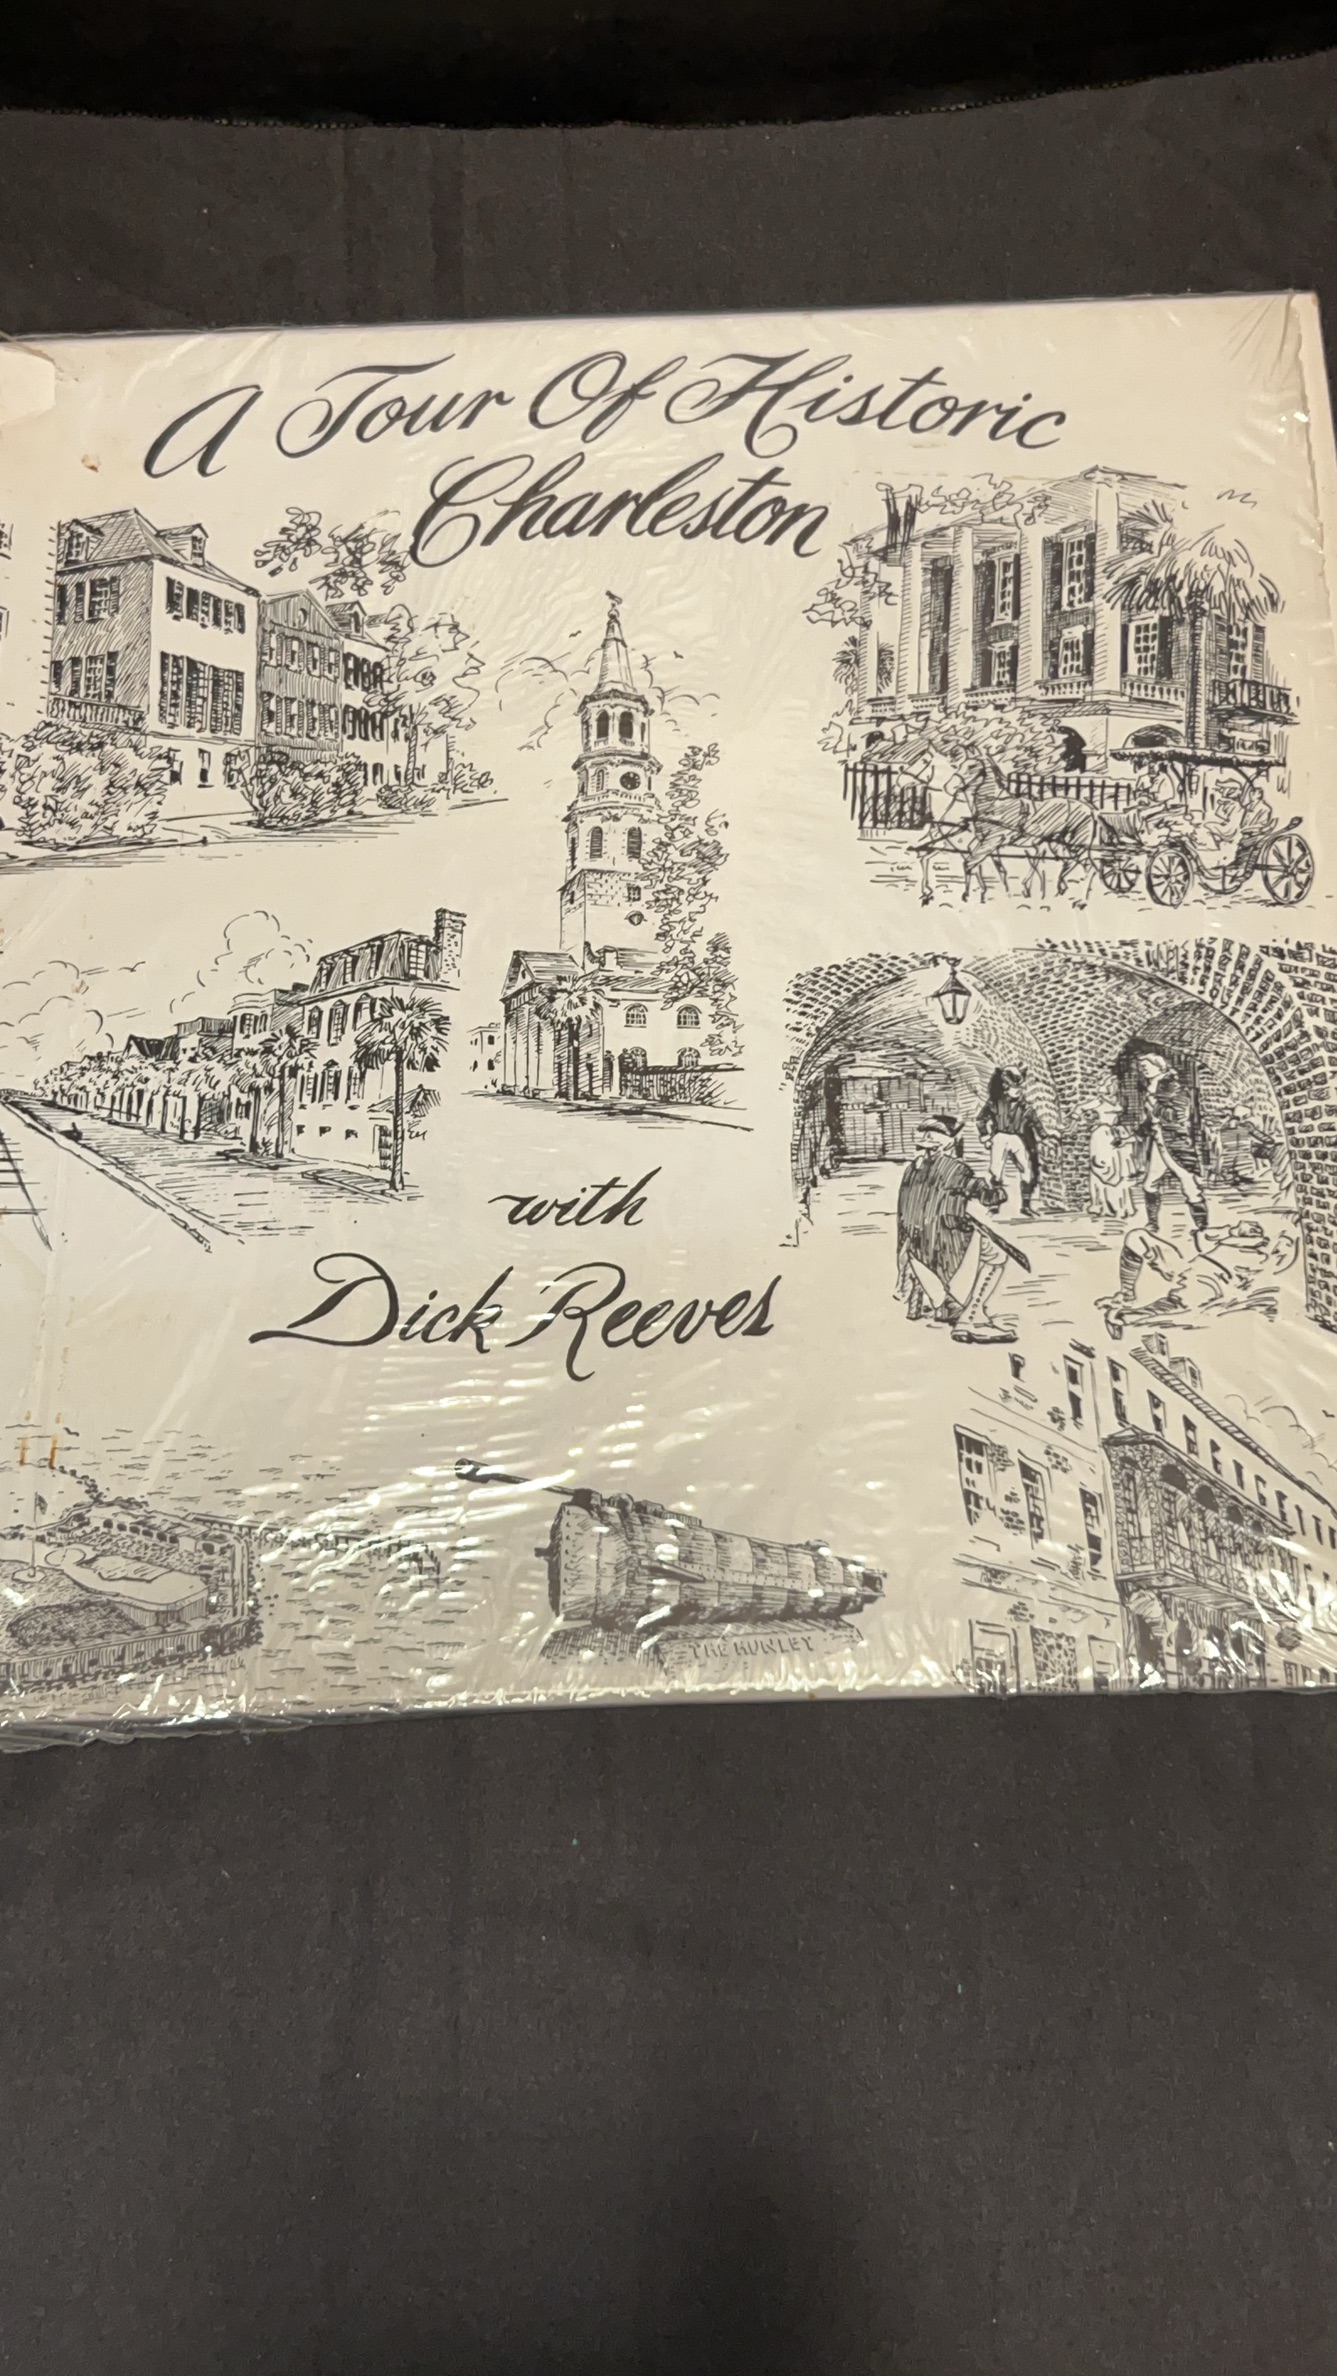 A Tour Of Historic
Charleston
with
Dick Reeves
THE HUNLEY